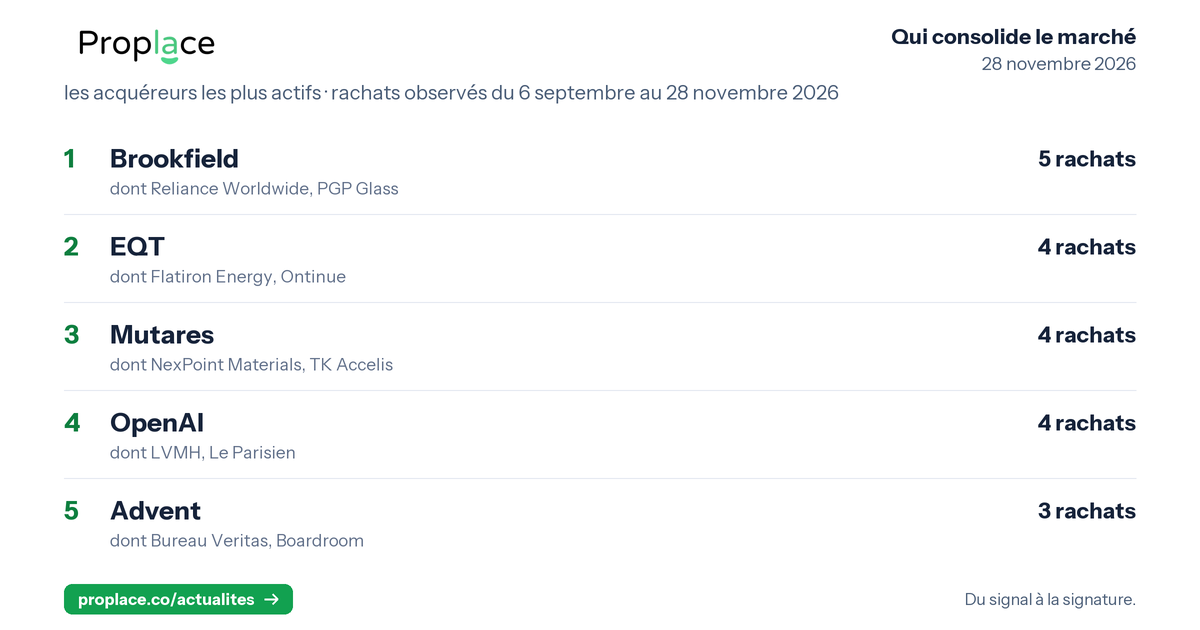 Proplace
Qui consolide le marché
28 novembre 2026
les acquéreurs les plus actifs · rachats observés du 6 septembre au 28 novembre 2026
1 Brookfield 5 rachats
dont Reliance Worldwide, PGP Glass
2 EQT 4 rachats
dont Flatiron Energy, Ontinue
3 Mutares 4 rachats
dont NexPoint Materials, TK Accelis
4 OpenAI 4 rachats
dont LVMH, Le Parisien
5 Advent 3 rachats
dont Bureau Veritas, Boardroom
proplace.co/actualites →
Du signal à la signature.